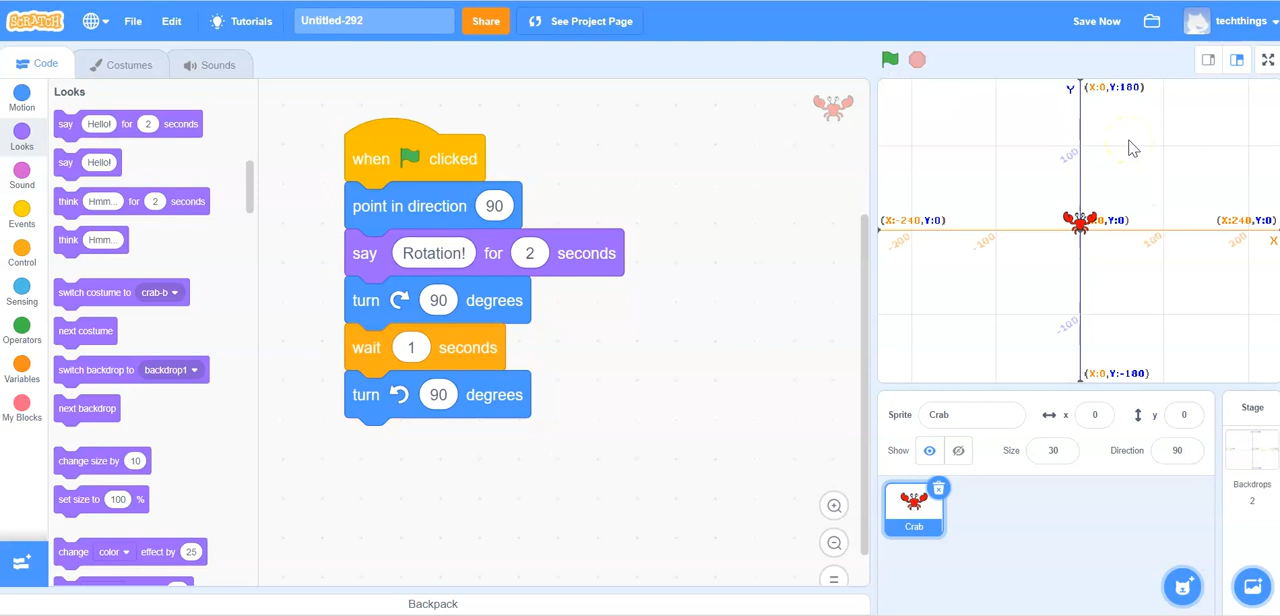 SCRATCH File Edit Tutorials Untitled-292 Share See Project Page Save Now techthings
Code Costumes Sounds
Motion
Looks
Sound
Events
Control
Sensing
Operators
Variables
My Blocks
Looks
say Hello! for 2 seconds
say Hello!
think Hmm... for 2 seconds
think Hmm...
switch costume to crab-b
next costume
switch backdrop to backdrop1
next backdrop
change size by 10
set size to 100 %
change color effect by 25
when clicked
point in direction 90
say Rotation! for 2 seconds
turn 90 degrees
wait 1 seconds
turn 90 degrees
Y (X:0,Y:180)
100
(X:-240,Y:0) ,Y:0) (X:240,Y:0)
-200 -100 100 200 X
-100
(X:0,Y:-180)
Sprite Crab x 0 y 0
Show Size 30 Direction 90
Crab
Stage
Backdrops
2
Backpack